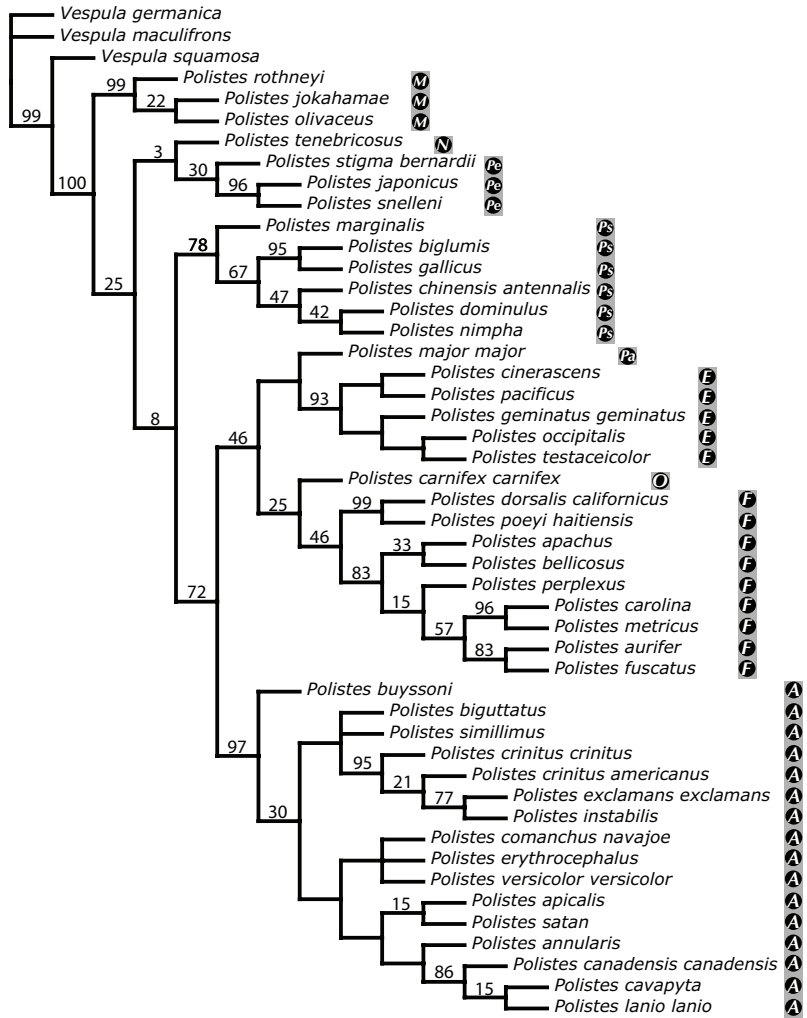 Vespula germanica
Vespula maculifrons
Vespula squamosa
99
Polistes rothneyi M
99
Polistes jokahamae M
22
Polistes olivaceus M
100
Polistes tenebricosus N
3
Polistes stigma bernardii Pe
30
Polistes japonicus Pe
96
Polistes snelleni Pe
25
Polistes marginalis Ps
78
Polistes biglumis Ps
95
Polistes gallicus Ps
67
Polistes chinensis antennalis Ps
47
Polistes dominulus Ps
42
Polistes nimpha Ps
8
Polistes major major Pa
Polistes cinerascens E
93
Polistes pacificus E
Polistes geminatus geminatus E
46
Polistes occipitalis E
Polistes testaceicolor E
Polistes carnifex carnifex O
25
Polistes dorsalis californicus F
99
Polistes poeyi haitiensis F
46
Polistes apachus F
33
Polistes bellicosus F
83
Polistes perplexus F
15
Polistes carolina F
96
Polistes metricus F
57
Polistes aurifer F
83
Polistes fuscatus F
72
Polistes buyssoni A
Polistes biguttatus A
Polistes simillimus A
97
Polistes crinitus crinitus A
95
Polistes crinitus americanus A
21
Polistes exclamans exclamans A
77
Polistes instabilis A
30
Polistes comanchus navajoe A
Polistes erythrocephalus A
Polistes versicolor versicolor A
Polistes apicalis A
15
Polistes satan A
Polistes annularis A
Polistes canadensis canadensis A
86
Polistes cavapyta A
15
Polistes lanio lanio A